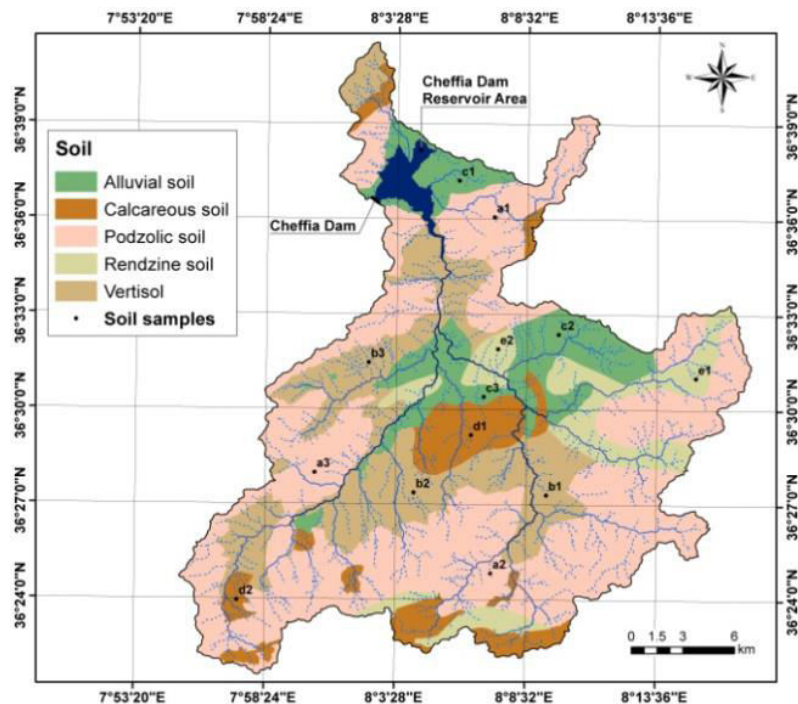 7°53'20"E 7°58'24"E 8°3'28"E 8°8'32"E 8°13'36"E
N
W E
S
Cheffia Dam
Reservoir Area
36°39'0"N 36°39'0"N
Soil
Alluvial soil
Calcareous soil
Podzolic soil
Rendzine soil
Vertisol
Soil samples
c1
a1
36°36'0"N 36°36'0"N
Cheffia Dam
36°33'0"N 36°33'0"N
c2
e2
b3
e1
c3
36°30'0"N 36°30'0"N
d1
a3
b2 b1
36°27'0"N 36°27'0"N
a2
d2
36°24'0"N 36°24'0"N
0 1.5 3 6
km
7°53'20"E 7°58'24"E 8°3'28"E 8°8'32"E 8°13'36"E